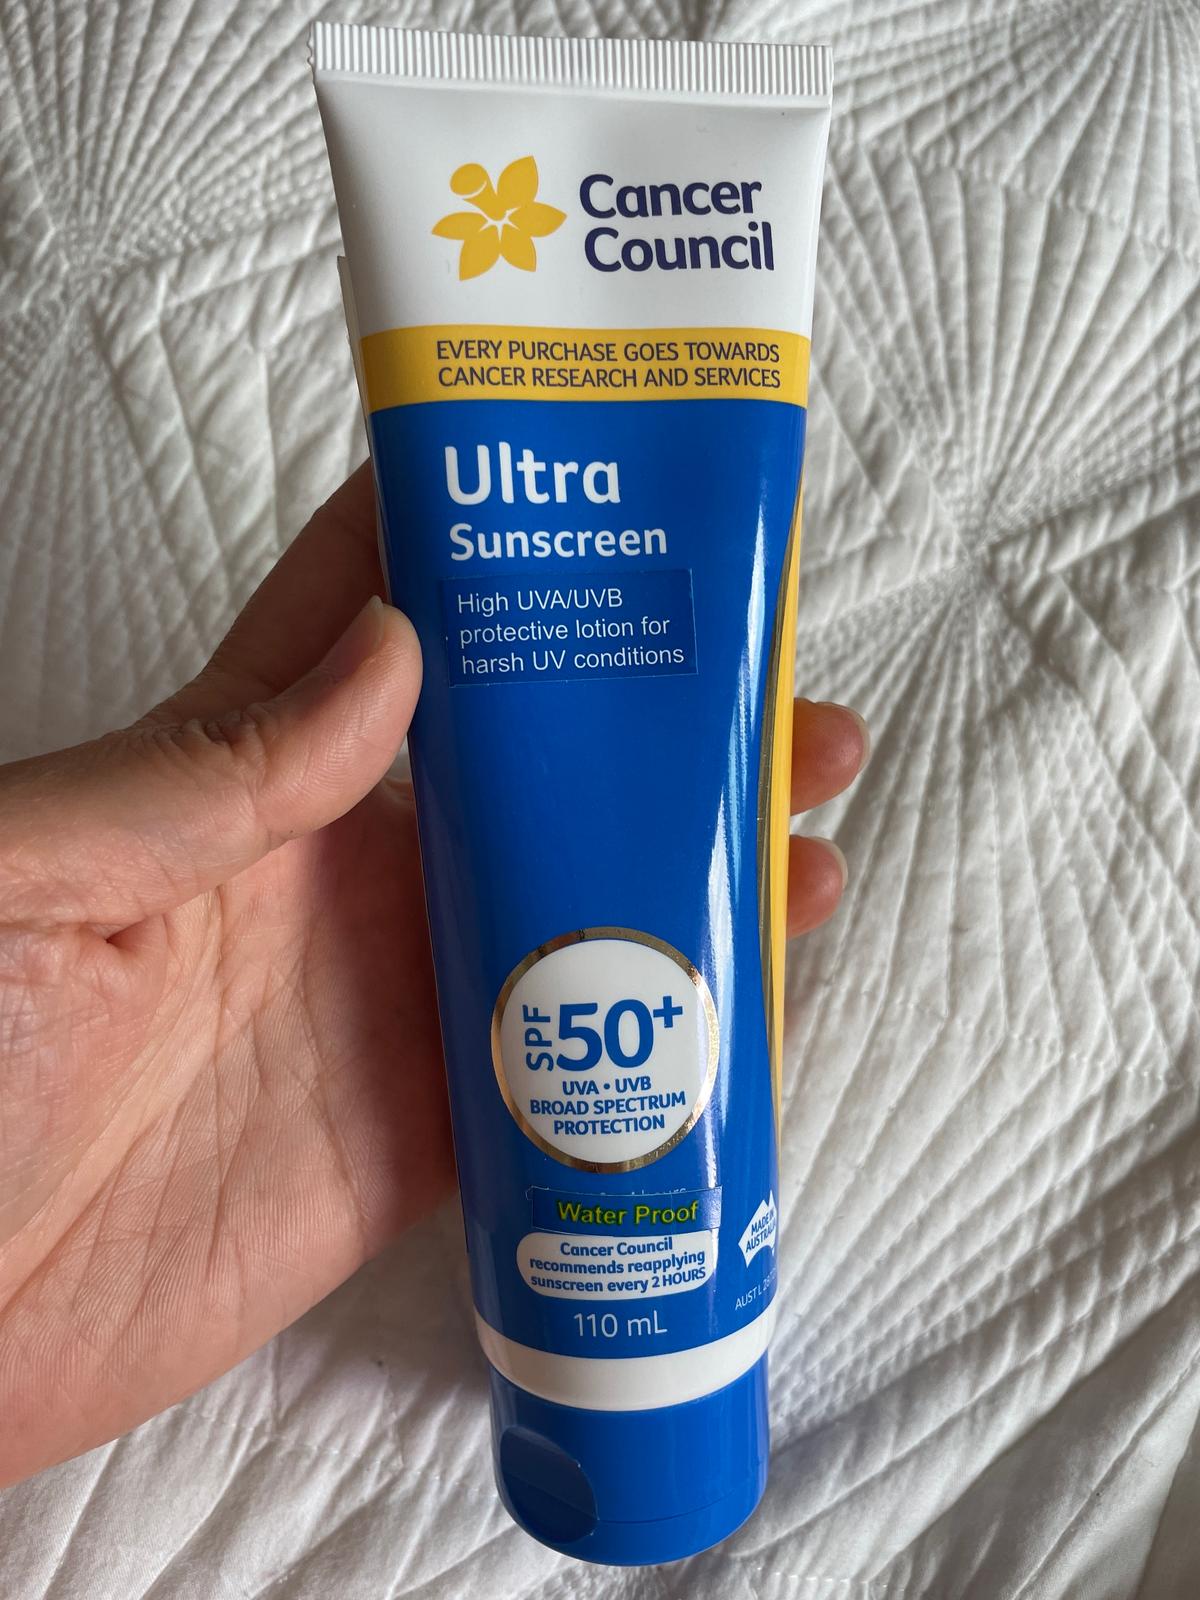 Cancer
Council
EVERY PURCHASE GOES TOWARDS
CANCER RESEARCH AND SERVICES
Ultra
Sunscreen
High UVA/UVB
protective lotion for
harsh UV conditions
SPF 50+
UVA • UVB
BROAD SPECTRUM
PROTECTION
Water Proof
Cancer Council
recommends reapplying
sunscreen every 2 HOURS
110 mL
MADE IN
AUSTRALIA
AUST L